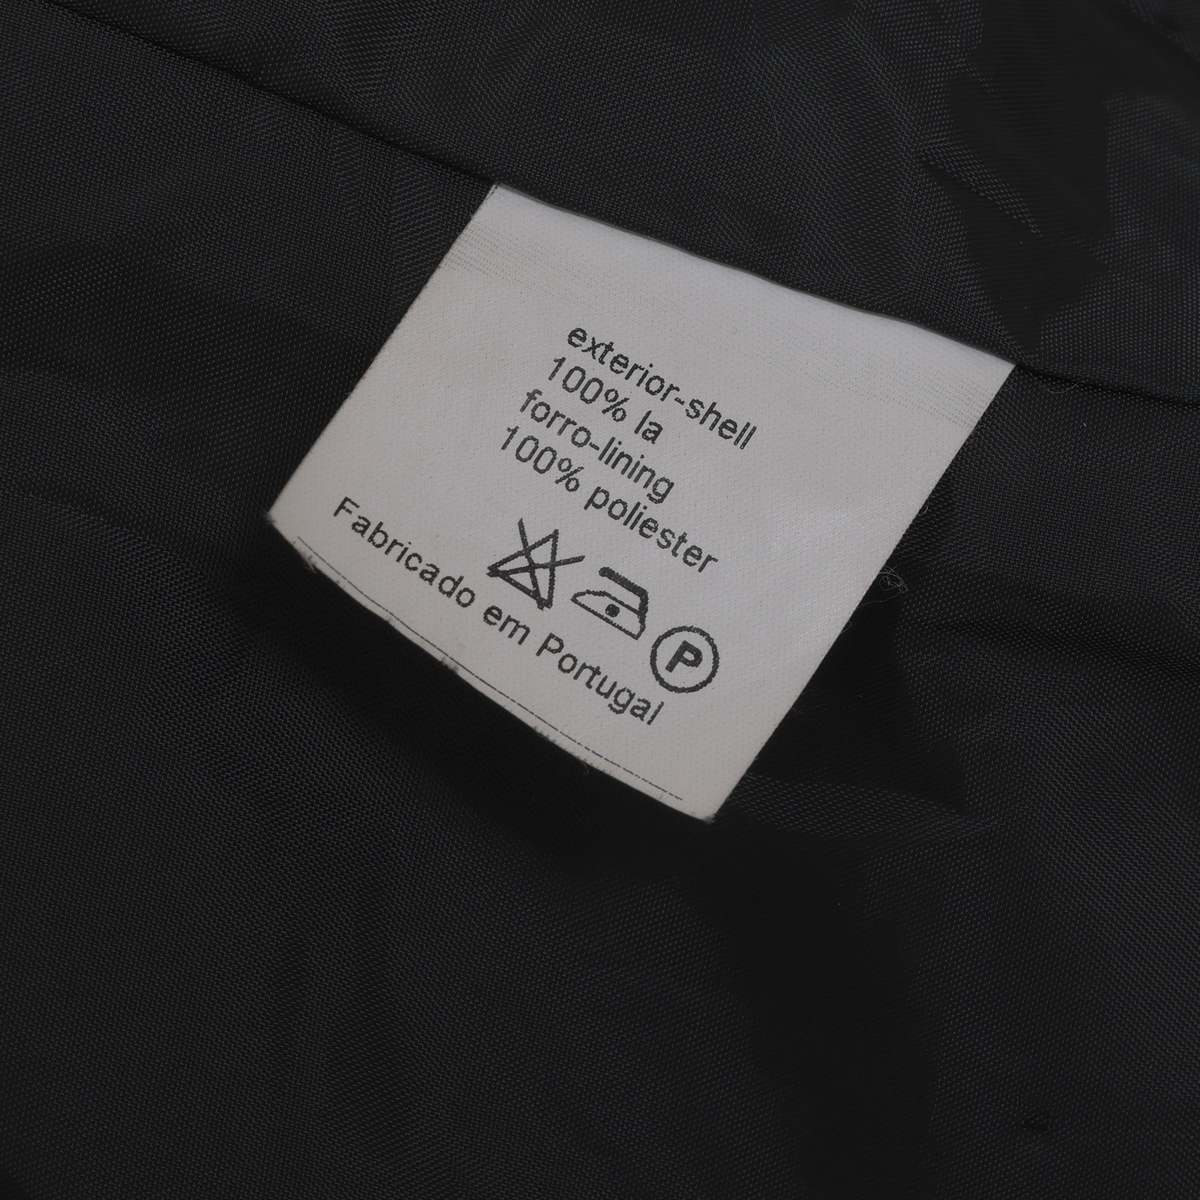 exterior-shell
100% la
forro-lining
100% poliester
P
Fabricado em Portugal